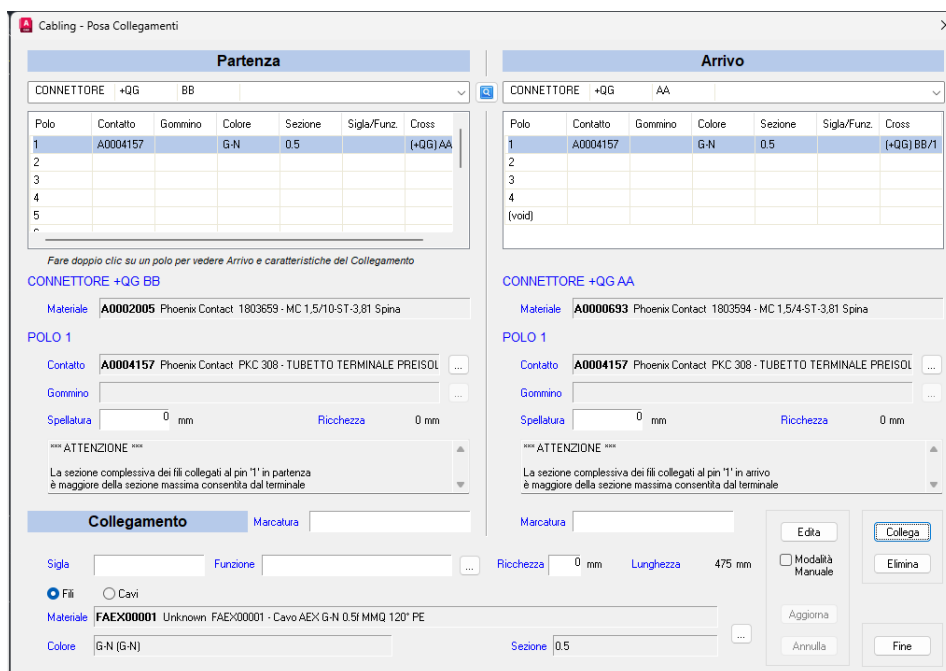 Cabling - Posa Collegamenti
Partenza
Arrivo
CONNETTORE +QG BB
CONNETTORE +QG AA
Polo Contatto Gommino Colore Sezione Sigla/Funz. Cross
1 A0004157 G-N 0.5 (+QG) AA
2
3
4
5
Polo Contatto Gommino Colore Sezione Sigla/Funz. Cross
1 A0004157 G-N 0.5 (+QG) BB/1
2
3
4
(void)
Fare doppio clic su un polo per vedere Arrivo e caratteristiche del Collegamento
CONNETTORE +QG BB
Materiale A0002005 Phoenix Contact 1803659 - MC 1,5/10-ST-3,81 Spina
POLO 1
Contatto A0004157 Phoenix Contact PKC 308 - TUBETTO TERMINALE PREISOL ...
Gommino ...
Spellatura 0 mm Ricchezza 0 mm
*** ATTENZIONE ***
La sezione complessiva dei fili collegati al pin '1' in partenza
è maggiore della sezione massima consentita dal terminale
CONNETTORE +QG AA
Materiale A0000693 Phoenix Contact 1803594 - MC 1,5/4-ST-3,81 Spina
POLO 1
Contatto A0004157 Phoenix Contact PKC 308 - TUBETTO TERMINALE PREISOL ...
Gommino ...
Spellatura 0 mm Ricchezza 0 mm
*** ATTENZIONE ***
La sezione complessiva dei fili collegati al pin '1' in arrivo
è maggiore della sezione massima consentita dal terminale
Collegamento Marcatura
Marcatura
Sigla Funzione ... Ricchezza 0 mm Lunghezza 475 mm
Fili Cavi
Materiale FAEX00001 Unknown FAEX00001 - Cavo AEX G-N 0.5f MMQ 120° PE
Colore G-N (G-N) Sezione 0.5 ...
Edita
Modalità
Manuale
Aggiorna
Annulla
Collega
Elimina
Fine